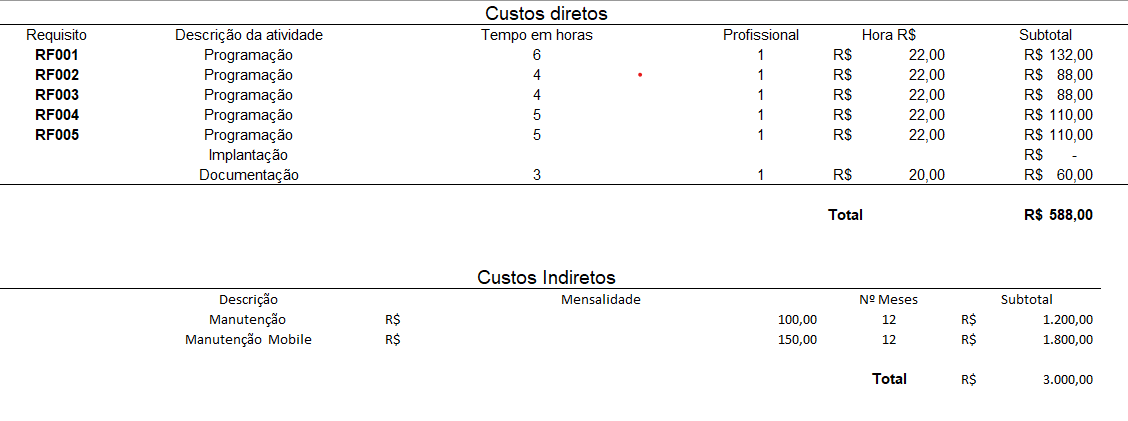 Custos diretos
Requisito Descrição da atividade Tempo em horas Profissional Hora R$ Subtotal
RF001 Programação 6 1 R$ 22,00 R$ 132,00
RF002 Programação 4 1 R$ 22,00 R$ 88,00
RF003 Programação 4 1 R$ 22,00 R$ 88,00
RF004 Programação 5 1 R$ 22,00 R$ 110,00
RF005 Programação 5 1 R$ 22,00 R$ 110,00
Implantação R$ -
Documentação 3 1 R$ 20,00 R$ 60,00
Total R$ 588,00
Custos Indiretos
Descrição Mensalidade Nº Meses Subtotal
Manutenção R$ 100,00 12 R$ 1.200,00
Manutenção Mobile R$ 150,00 12 R$ 1.800,00
Total R$ 3.000,00